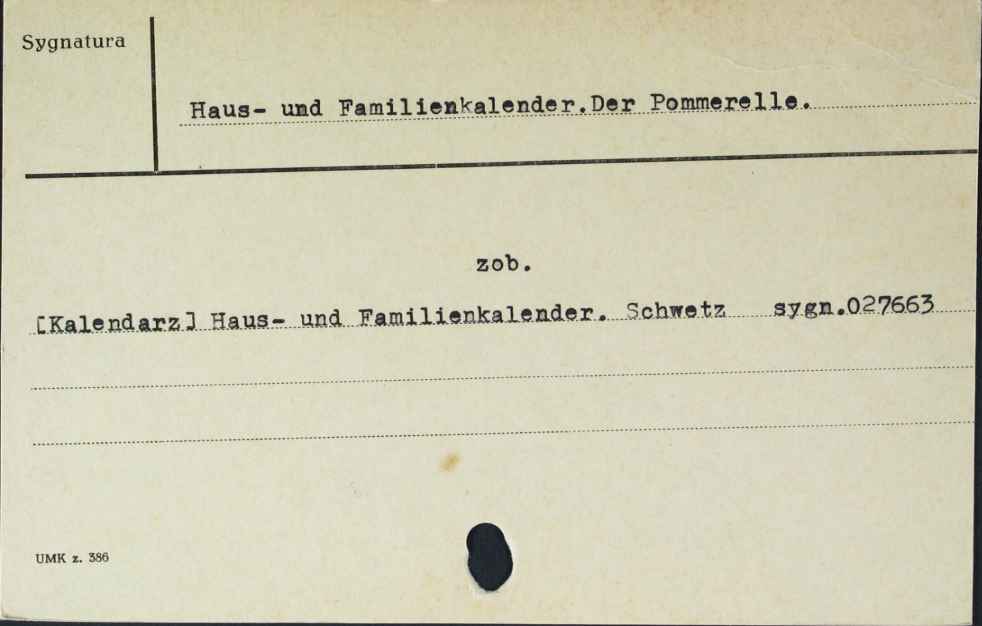 Sygnatura
Haus- und Familienkalender.Der Pommerelle.
zob.
[Kalendarz] Haus- und Familienkalender. Schwetz sygn.027663
UMK z. 386